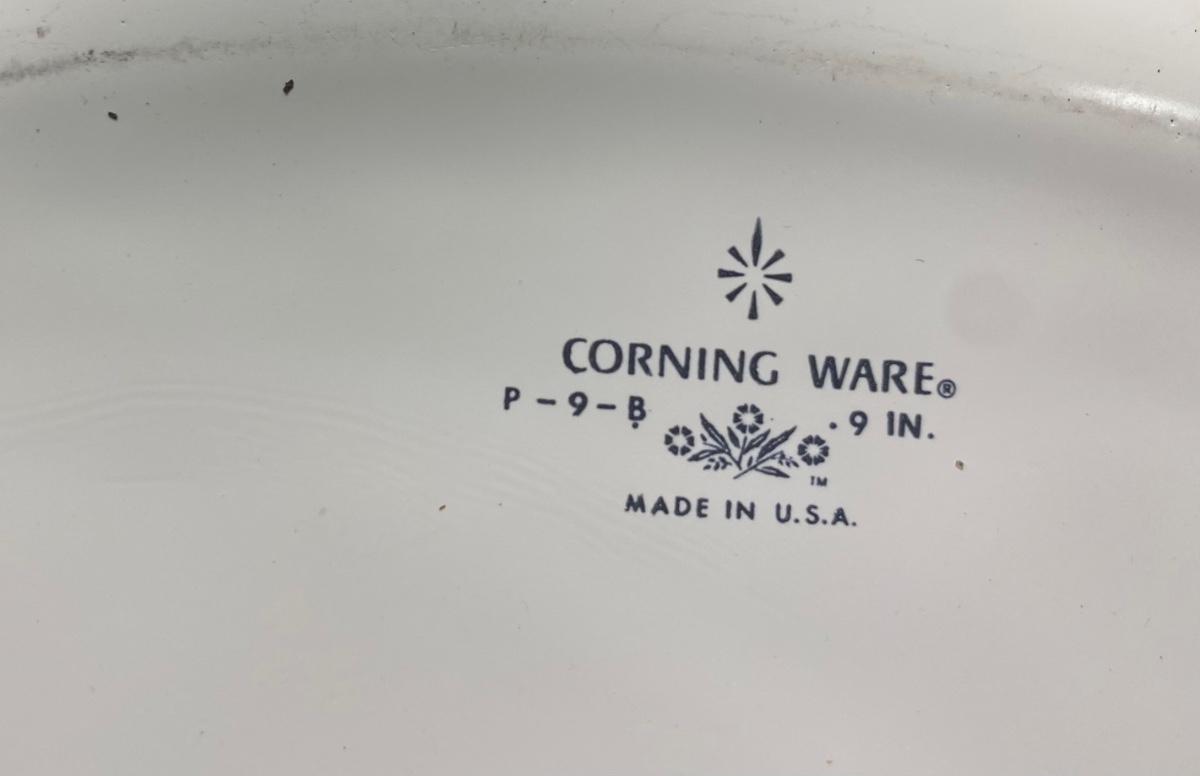 CORNING WARE®
P-9-B · 9 IN.
TM
MADE IN U.S.A.